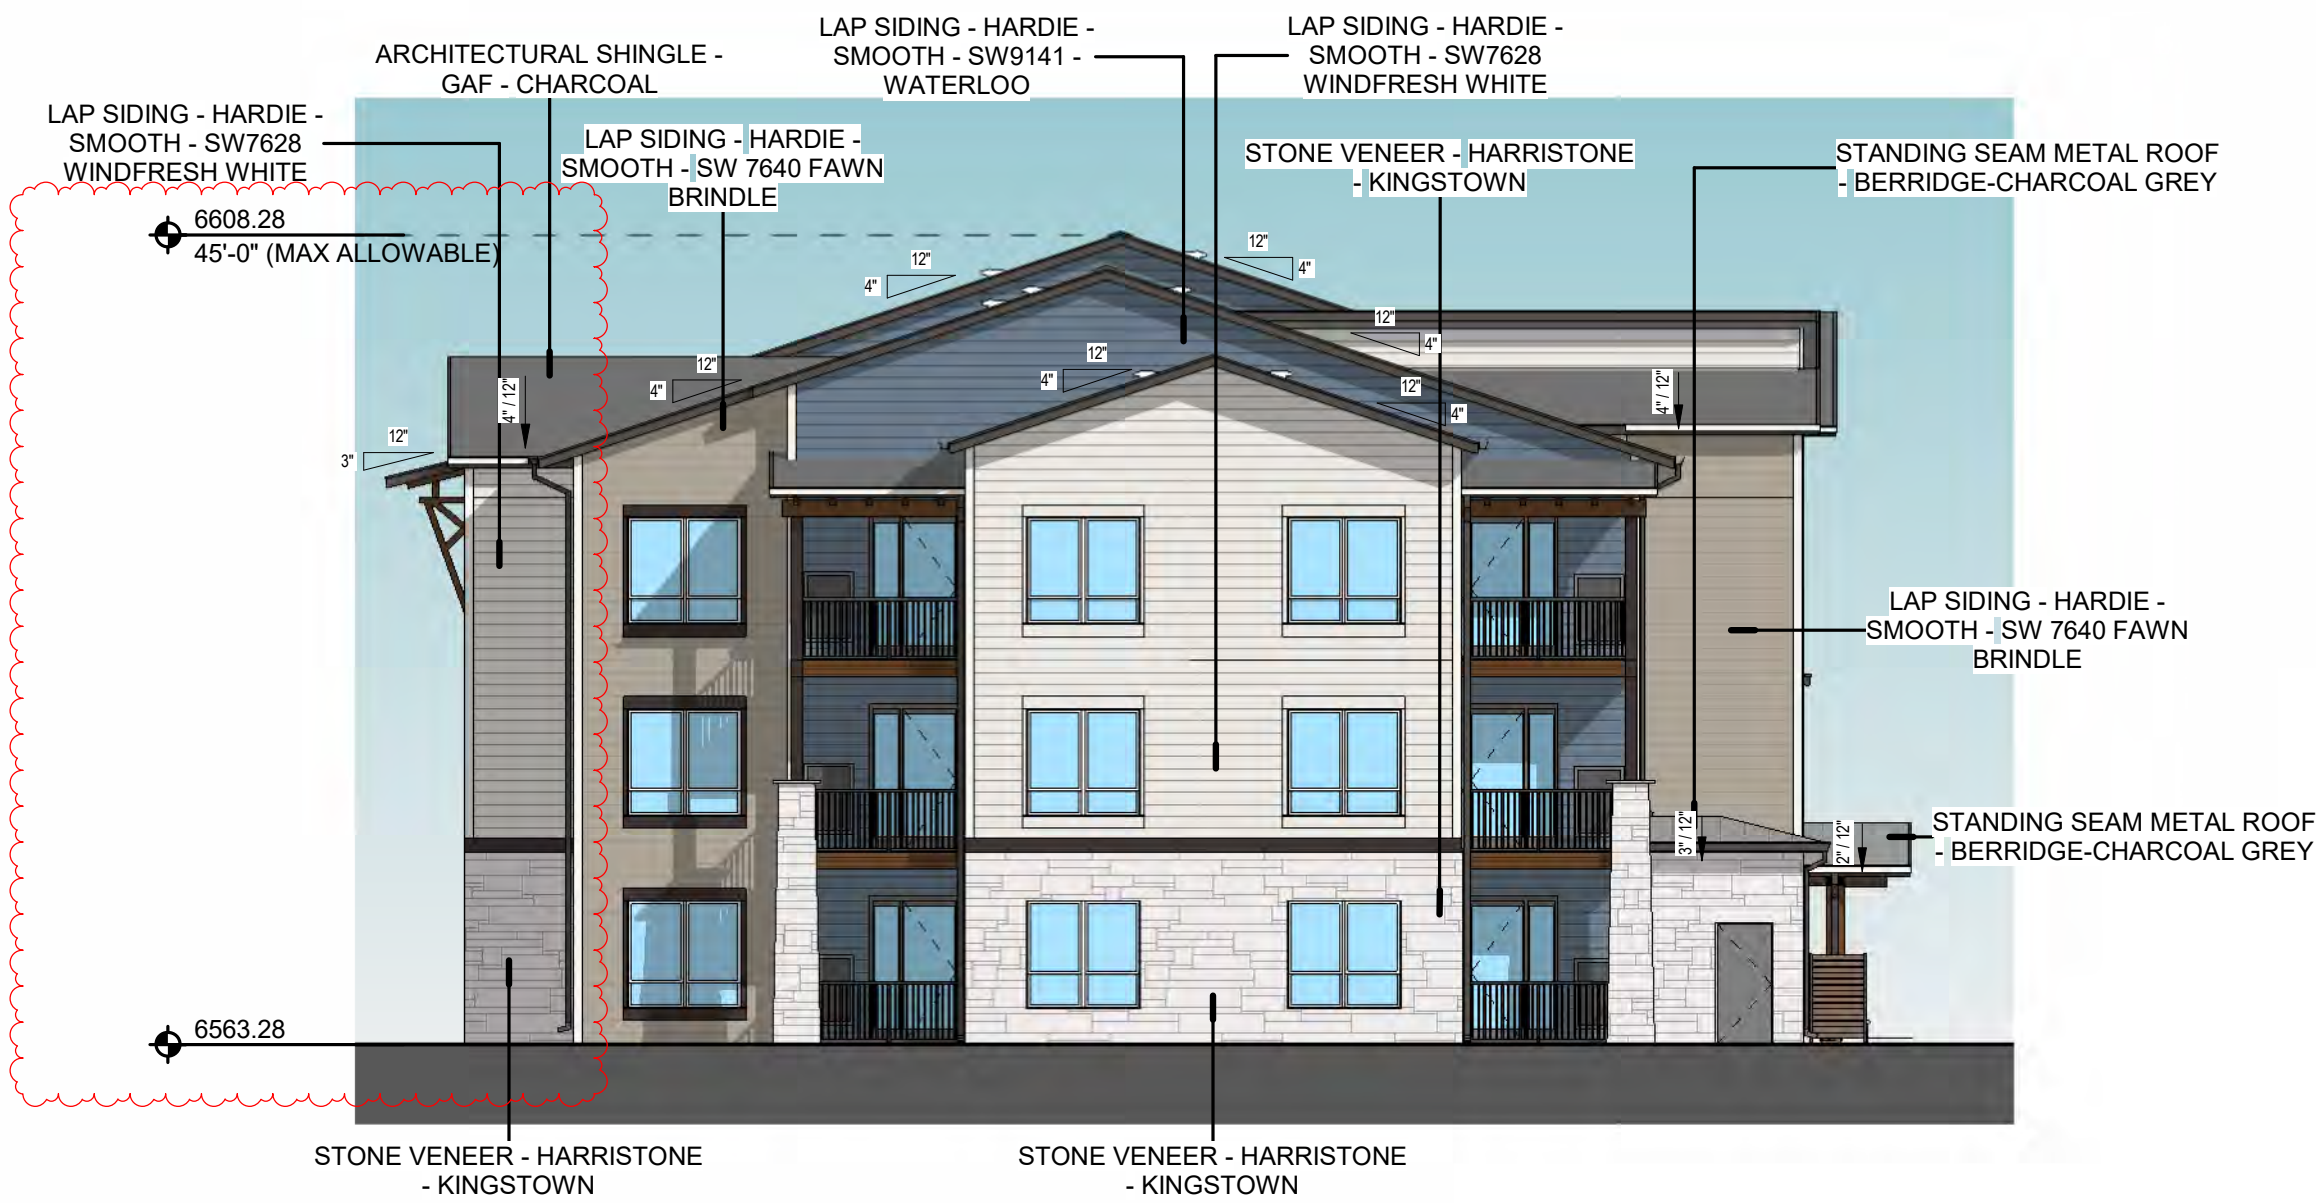 LAP SIDING - HARDIE -
SMOOTH - SW9141 -
WATERLOO
LAP SIDING - HARDIE -
SMOOTH - SW7628
WINDFRESH WHITE
ARCHITECTURAL SHINGLE -
GAF - CHARCOAL
LAP SIDING - HARDIE -
SMOOTH - SW7628
WINDFRESH WHITE
LAP SIDING - HARDIE -
SMOOTH - SW 7640 FAWN
BRINDLE
STONE VENEER - HARRISTONE
- KINGSTOWN
STANDING SEAM METAL ROOF
- BERRIDGE-CHARCOAL GREY
6608.28
45'-0" (MAX ALLOWABLE)
12"
4"
12"
4"
12"
4"
12"
4"
12"
4"
12"
4"
4" / 12"
4" / 12"
12"
3"
LAP SIDING - HARDIE -
SMOOTH - SW 7640 FAWN
BRINDLE
3" / 12"
2" / 12"
STANDING SEAM METAL ROOF
- BERRIDGE-CHARCOAL GREY
6563.28
STONE VENEER - HARRISTONE
- KINGSTOWN
STONE VENEER - HARRISTONE
- KINGSTOWN